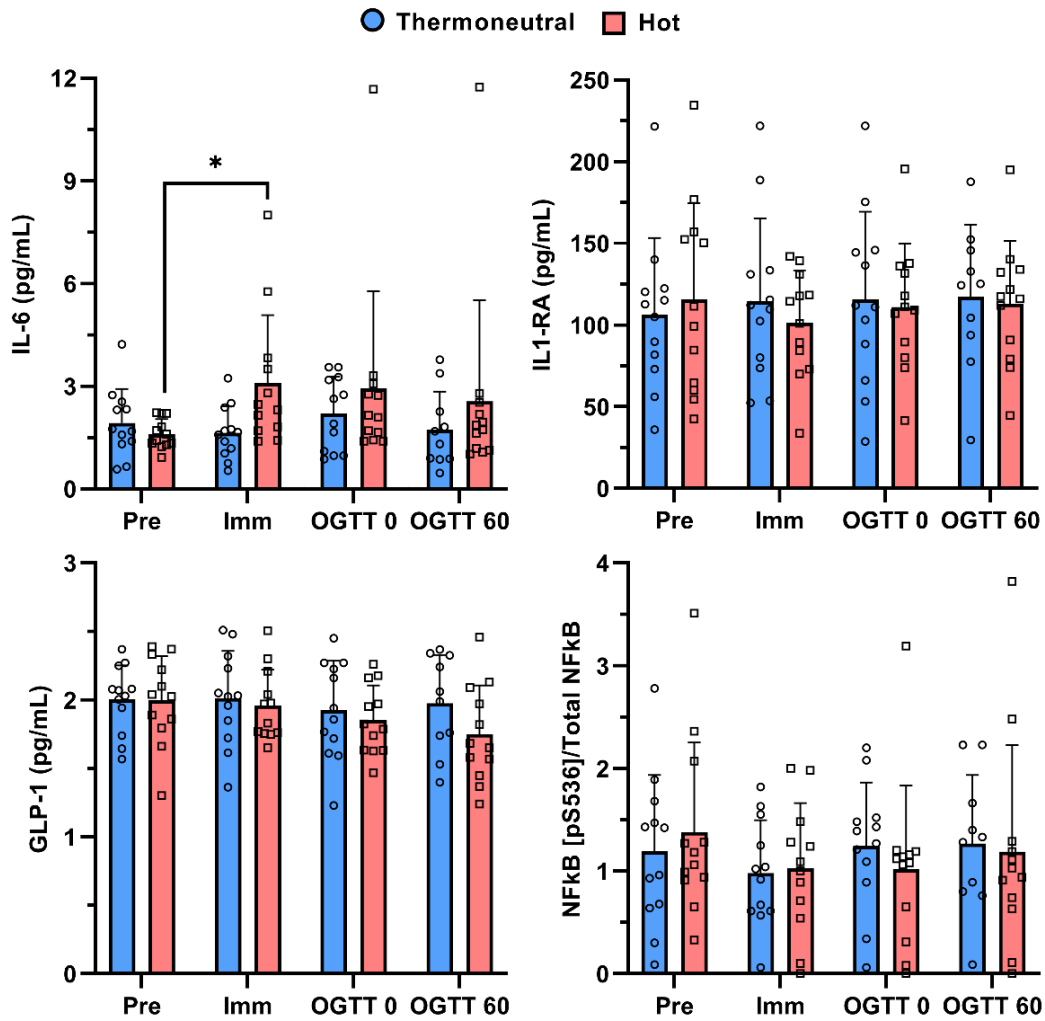 Thermoneutral Hot
IL-6 (pg/mL)
12
9
6
3
0
*
Pre Imm OGTT 0 OGTT 60
IL1-RA (pg/mL)
250
200
150
100
50
0
Pre Imm OGTT 0 OGTT 60
GLP-1 (pg/mL)
3
2
1
0
Pre Imm OGTT 0 OGTT 60
NFkB [pS536]/Total NFkB
4
3
2
1
0
Pre Imm OGTT 0 OGTT 60